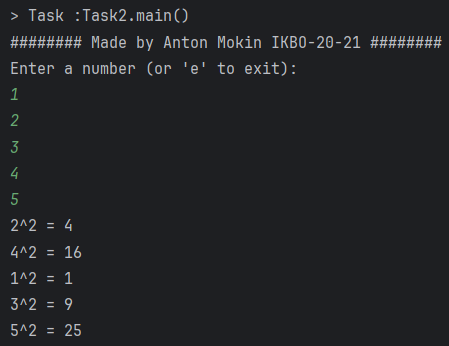 > Task :Task2.main()
######## Made by Anton Mokin IKBO-20-21 ########
Enter a number (or 'e' to exit):
1
2
3
4
5
2^2 = 4
4^2 = 16
1^2 = 1
3^2 = 9
5^2 = 25